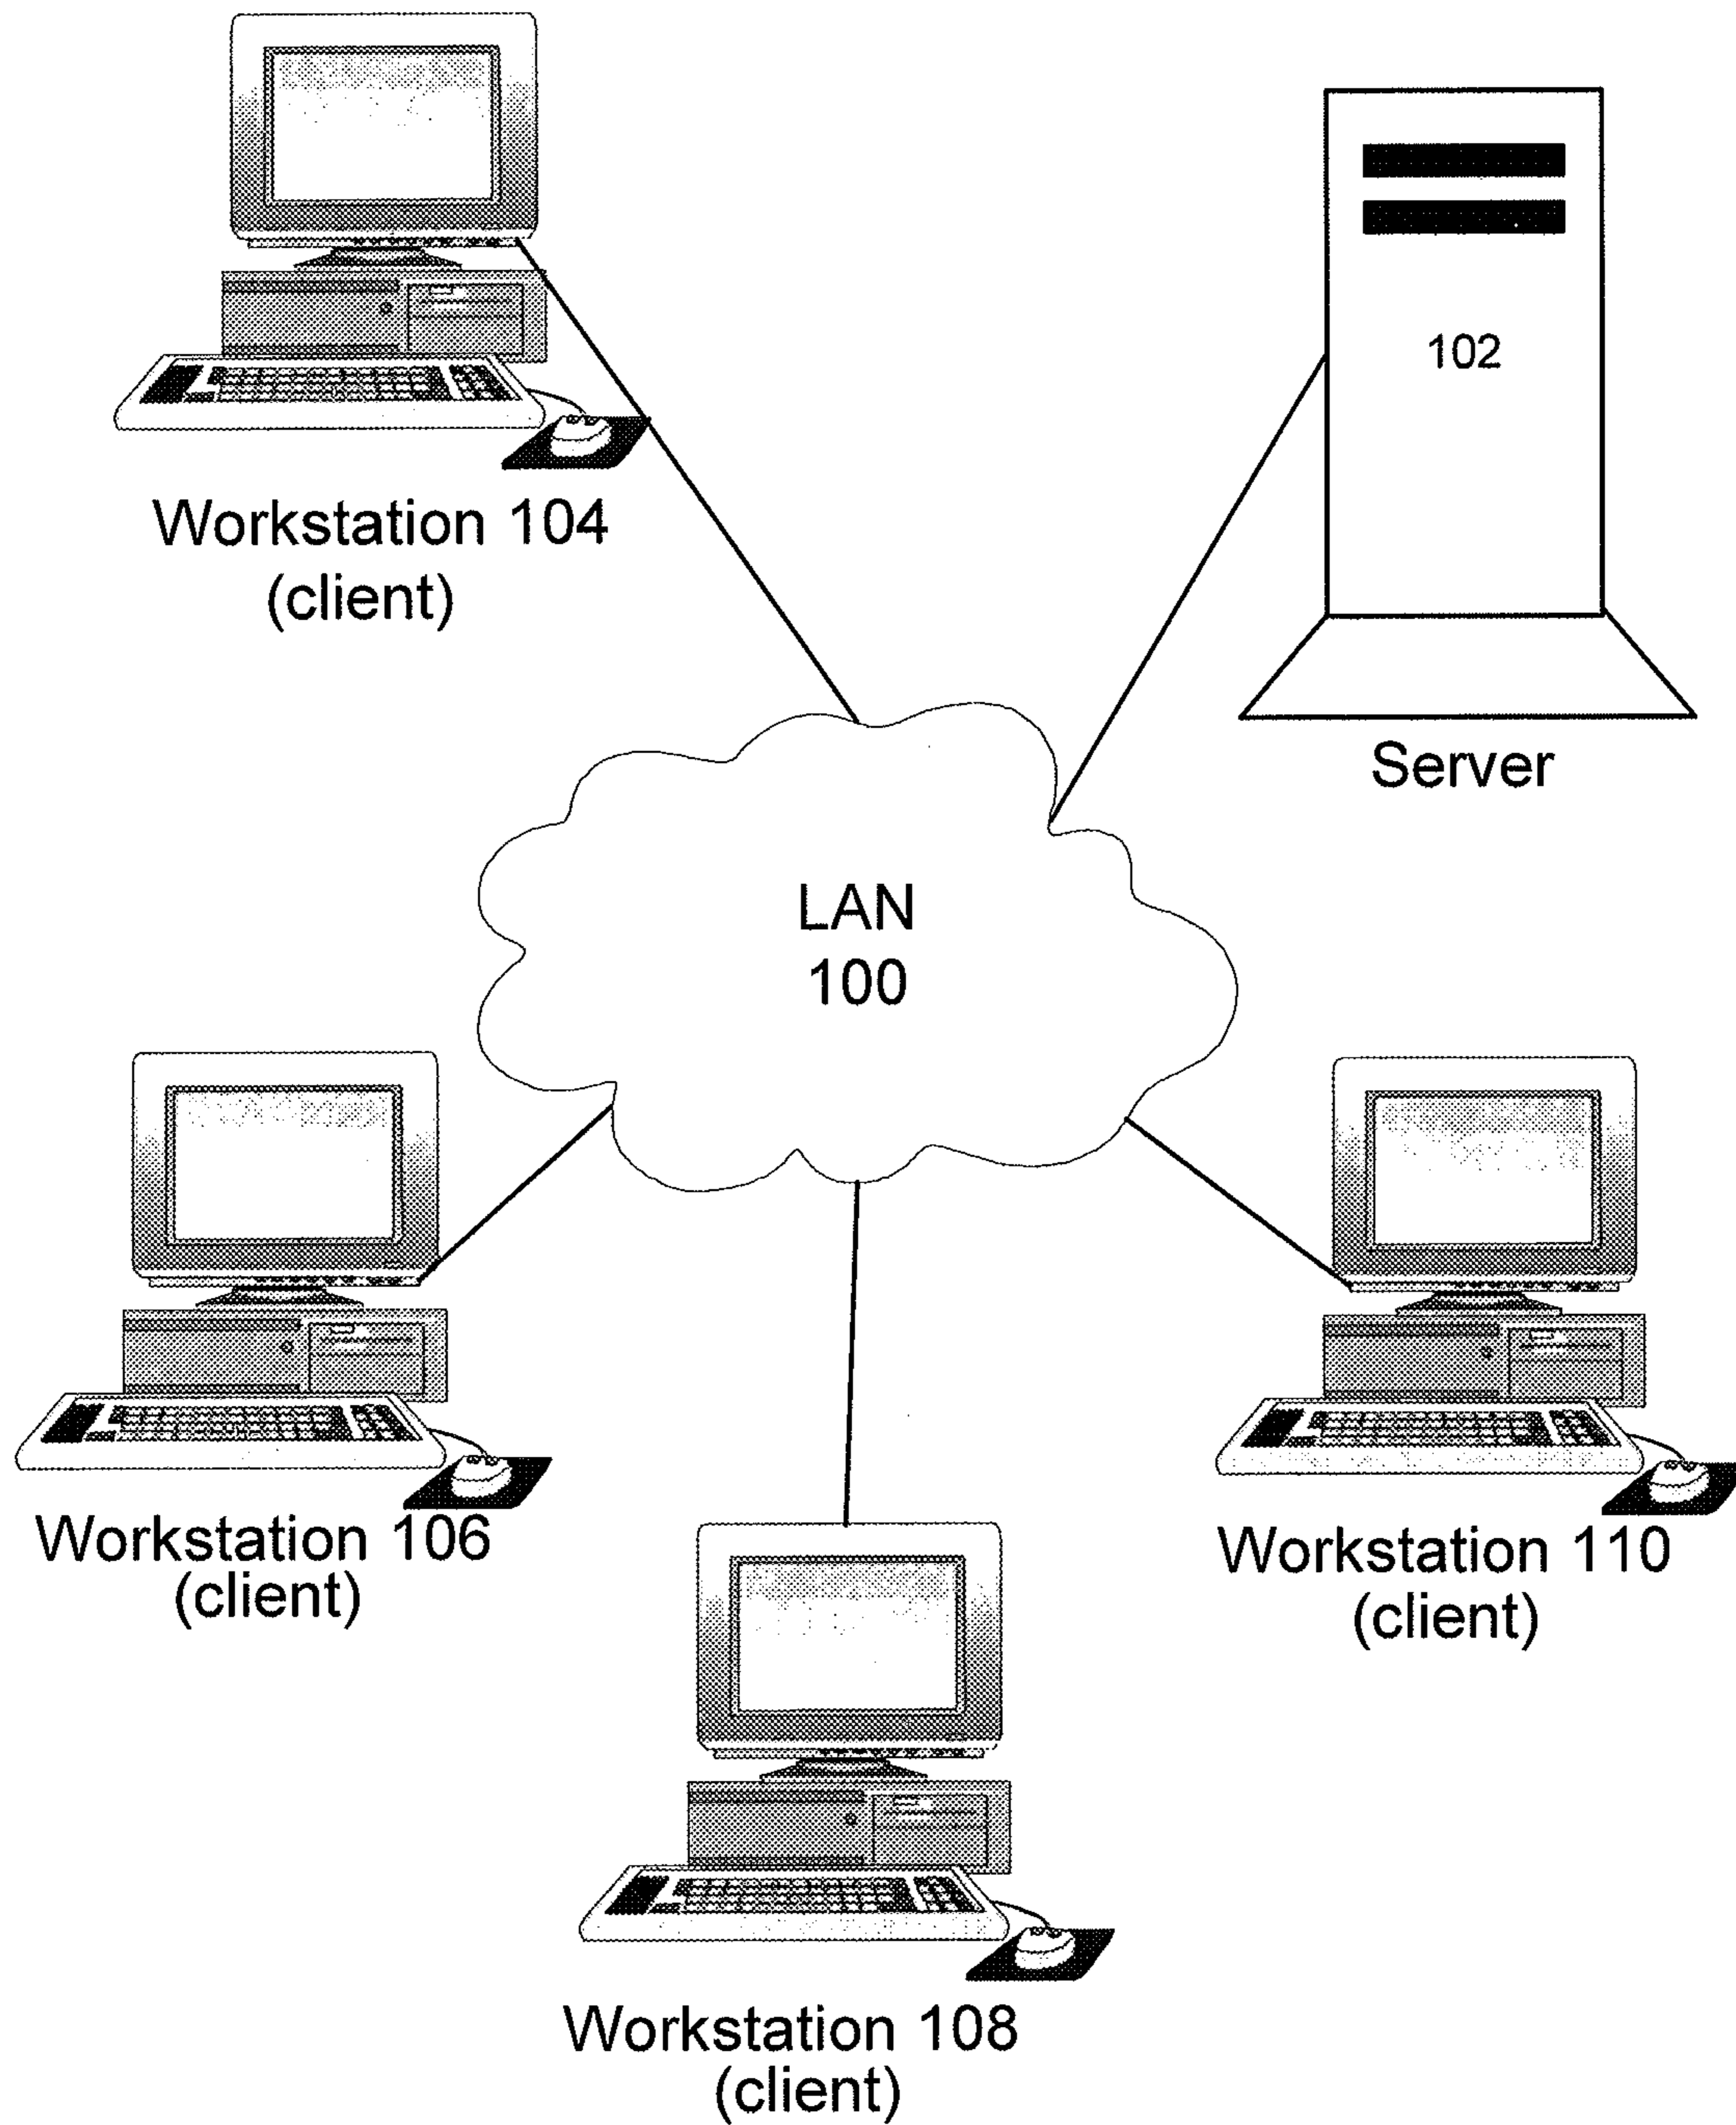 102
Workstation 104
(client)
Server
LAN
100
Workstation 106
(client)
Workstation 110
(client)
Workstation 108
(client)